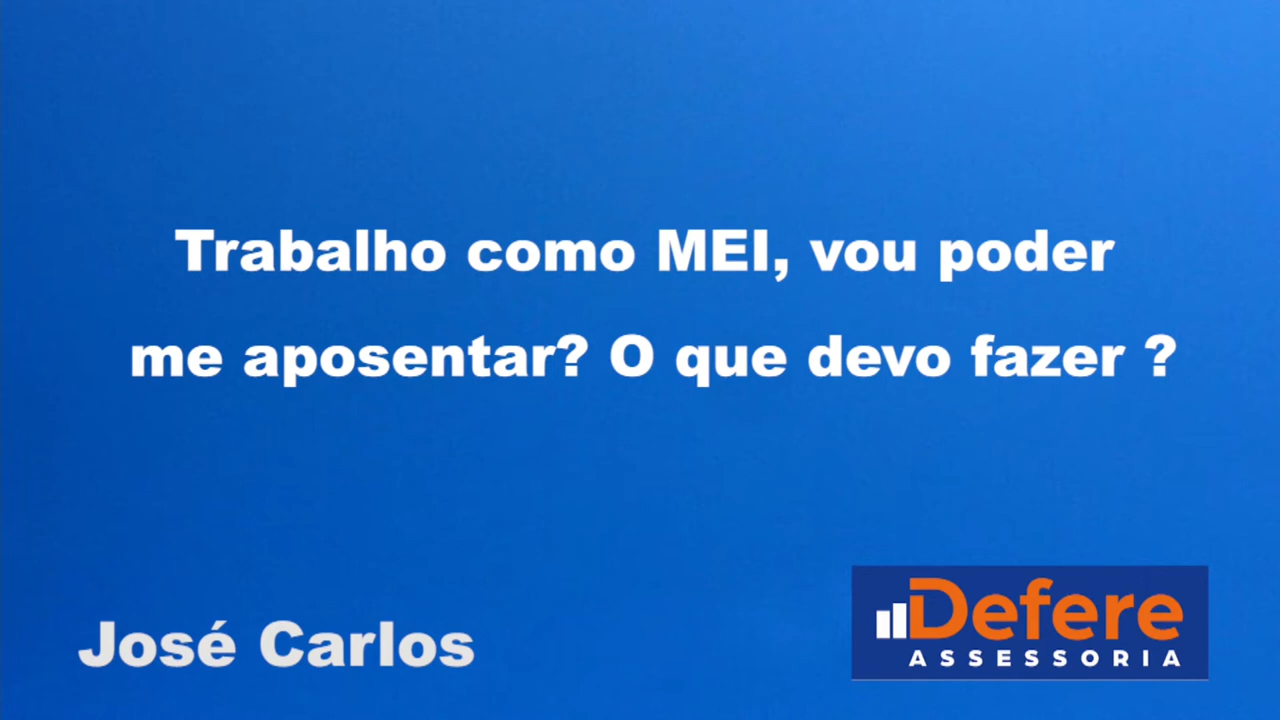 Trabalho como MEI, vou poder
me aposentar? O que devo fazer ?
José Carlos
Defere
ASSESSORIA